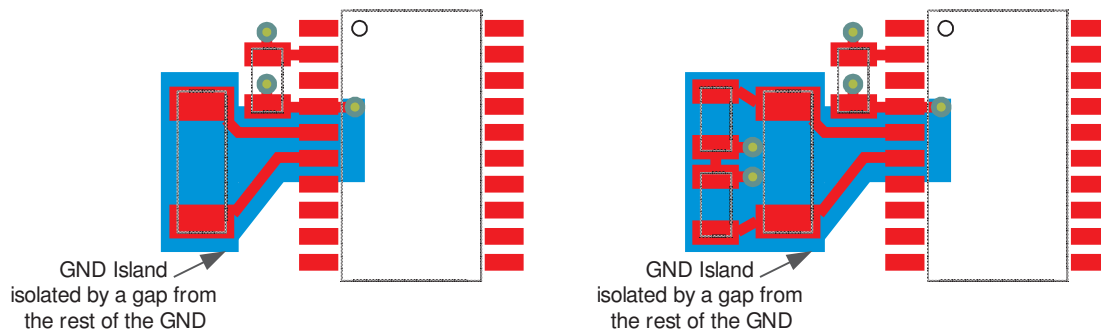 GND Island
isolated by a gap from
the rest of the GND
GND Island
isolated by a gap from
the rest of the GND